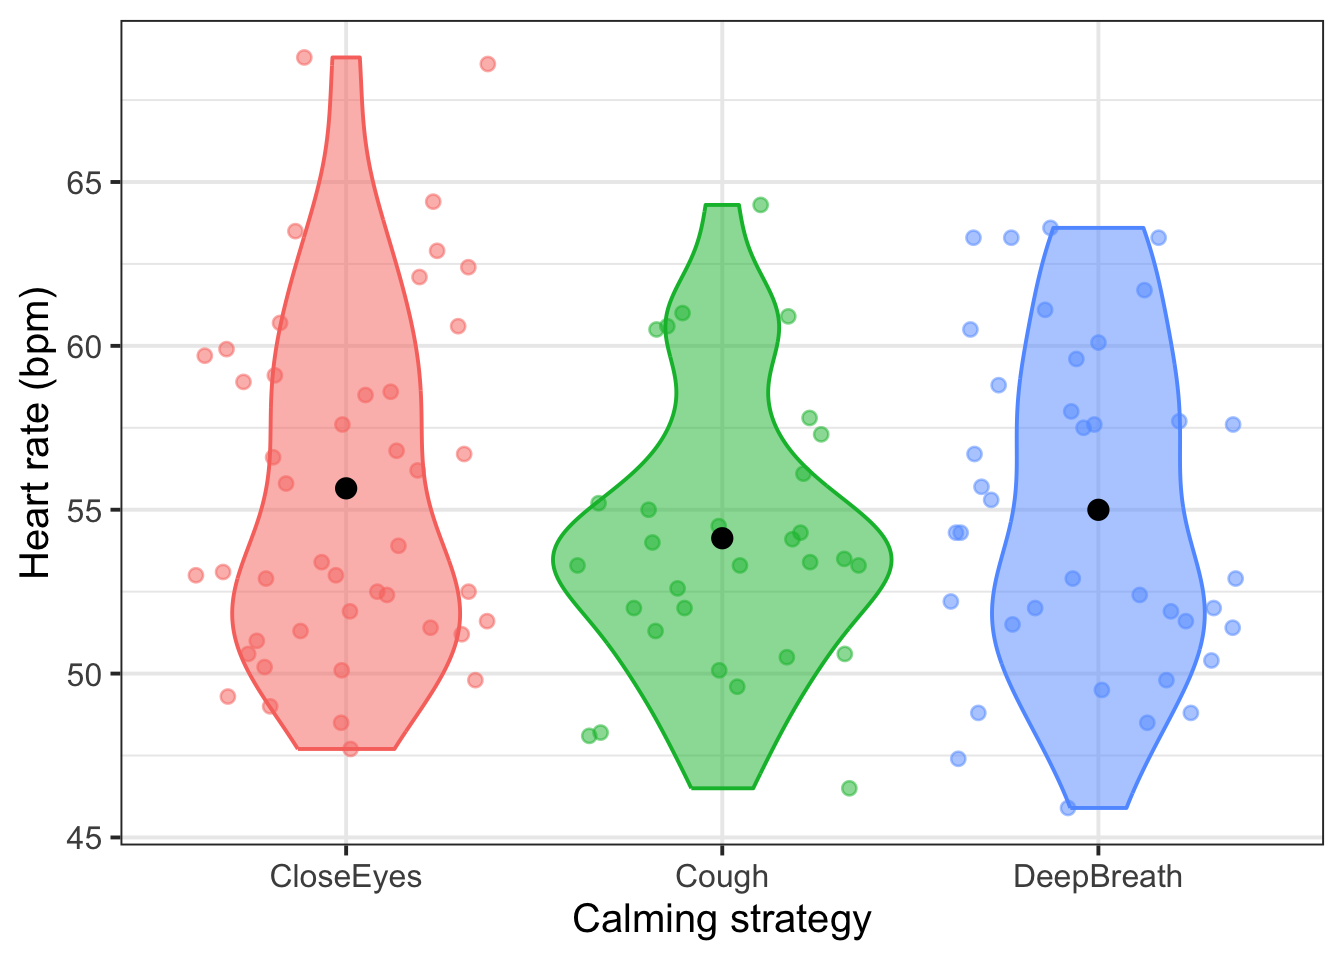 Heart rate (bpm)
65
60
55
50
45
CloseEyes
Cough
DeepBreath
Calming strategy